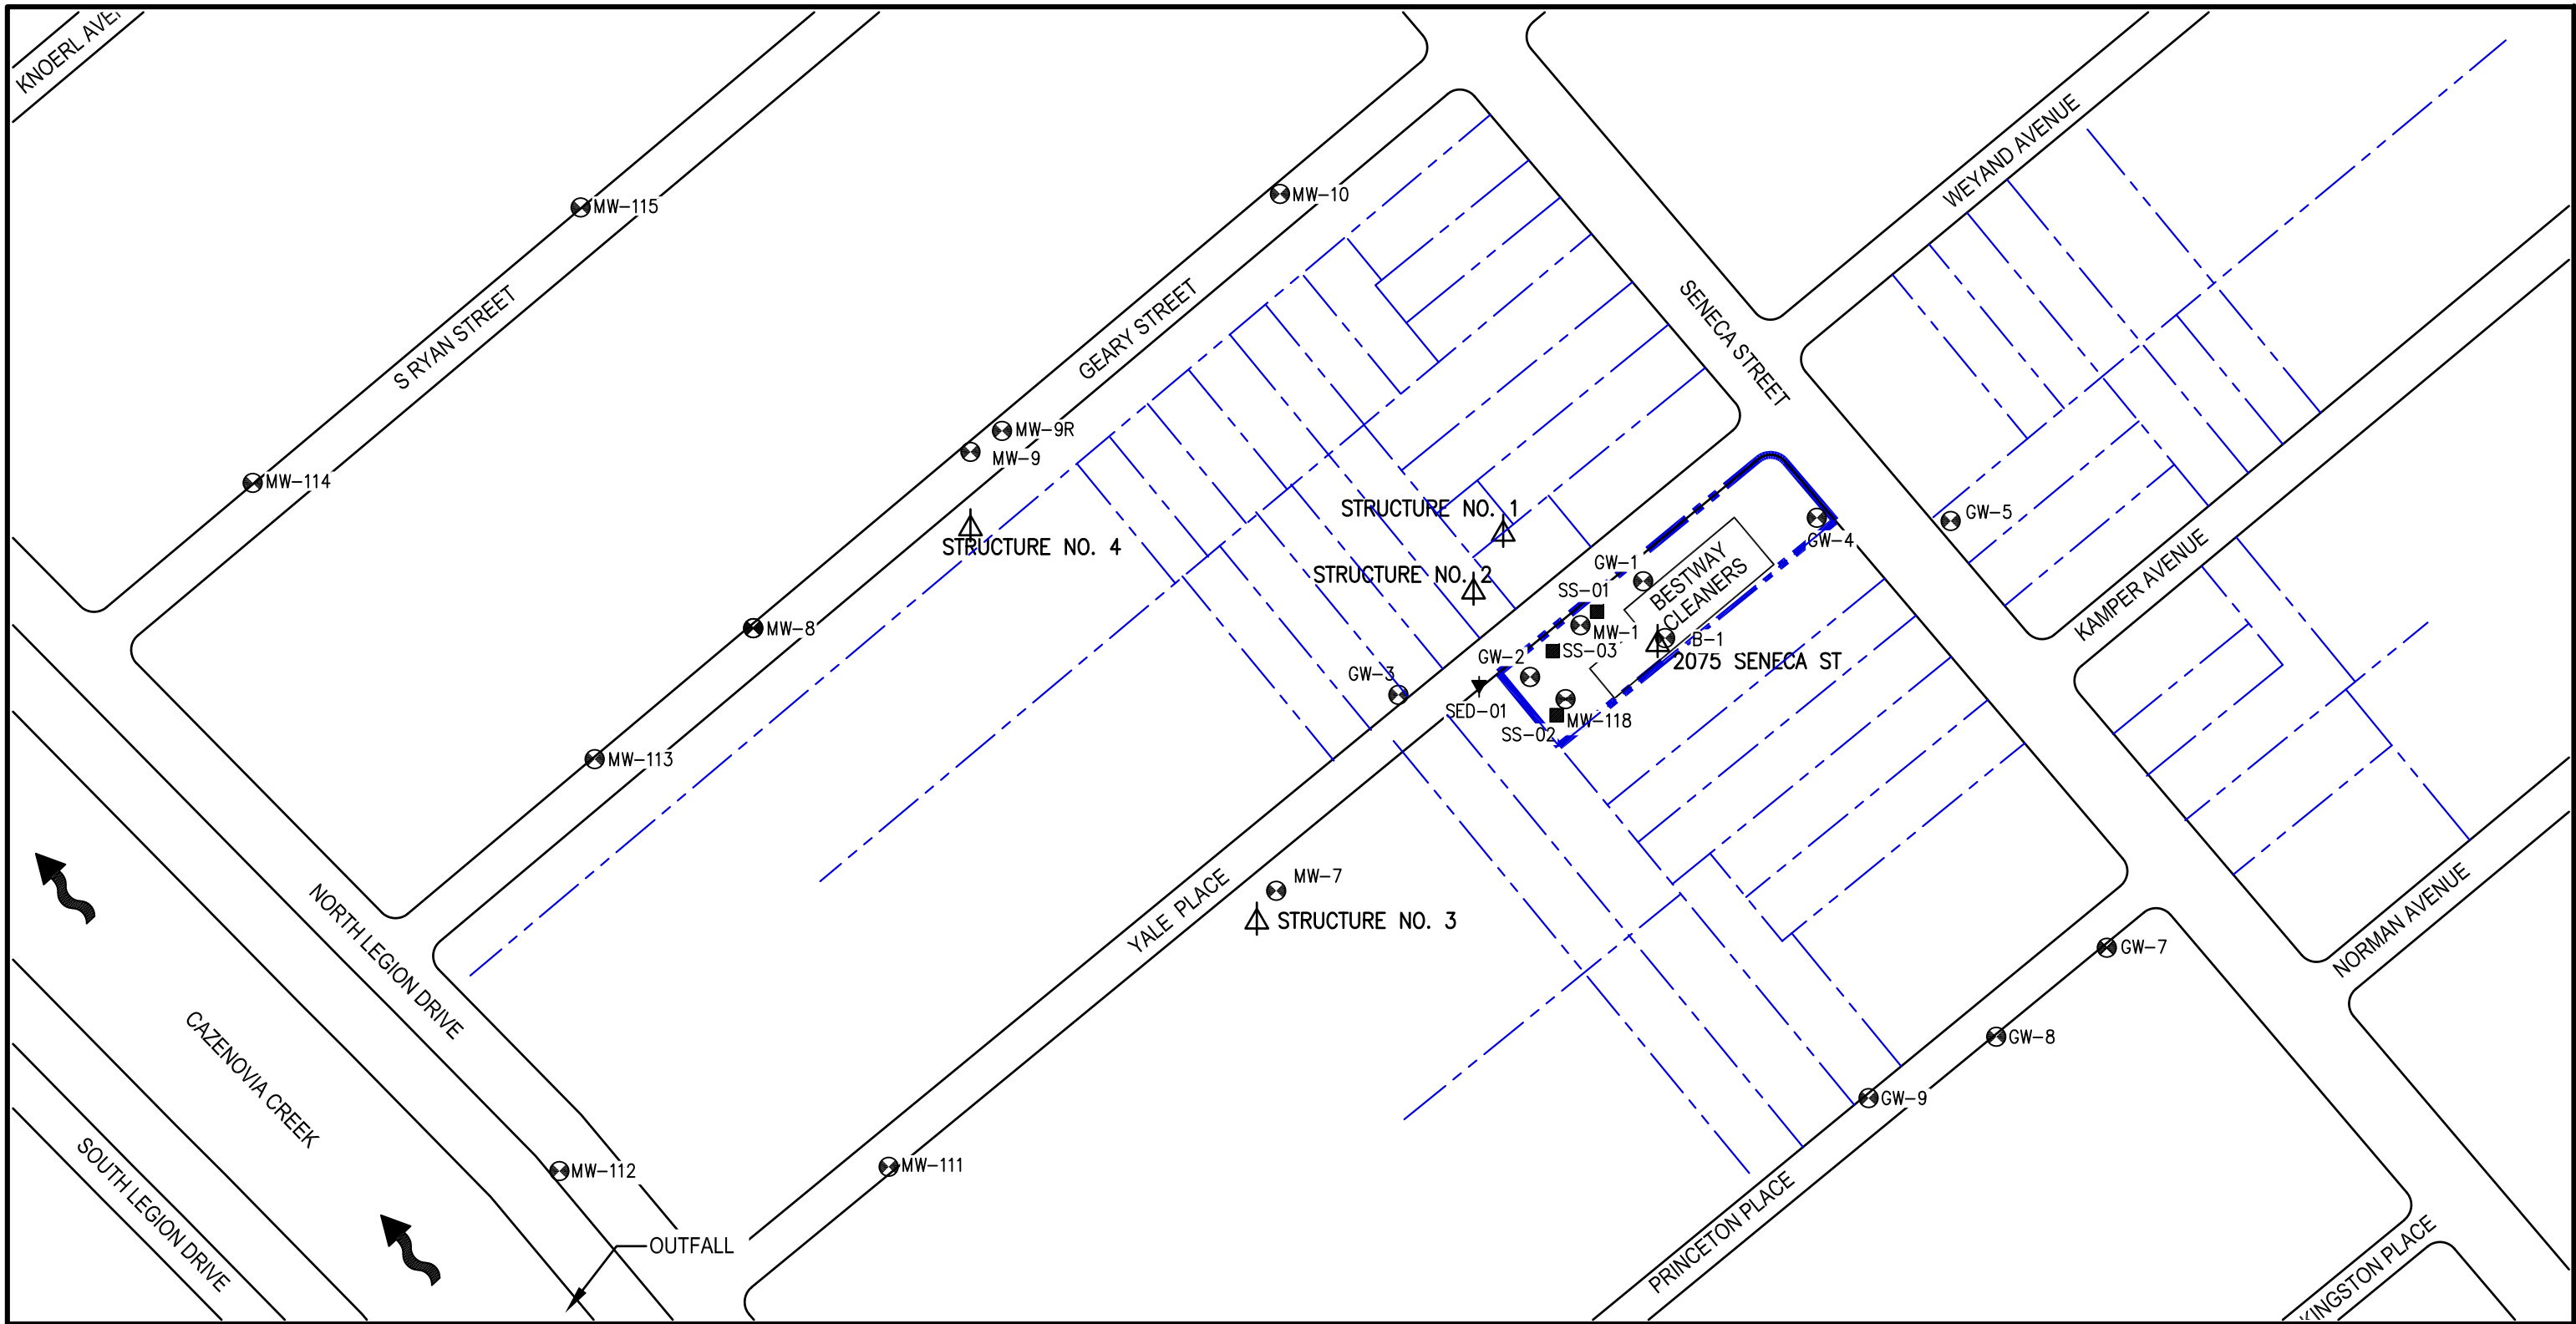 KNOERL AVE
WEYAND AVENUE
MW-10
MW-115
S RYAN STREET
GEARY STREET
SENECA STREET
MW-9R
MW-9
MW-114
STRUCTURE NO. 1
GW-5
STRUCTURE NO. 4
GW-4
GW-1
BESTWAY
CLEANERS
KAMPER AVENUE
STRUCTURE NO. 2
SS-01
MW-8
MW-1
B-1
SS-03
GW-2
2075 SENECA ST
GW-3
SED-01
MW-118
SS-02
MW-113
MW-7
STRUCTURE NO. 3
YALE PLACE
NORTH LEGION DRIVE
NORMAN AVENUE
GW-7
CAZENOVIA CREEK
GW-8
GW-9
MW-111
MW-112
SOUTH LEGION DRIVE
OUTFALL
PRINCETON PLACE
KINGSTON PLACE